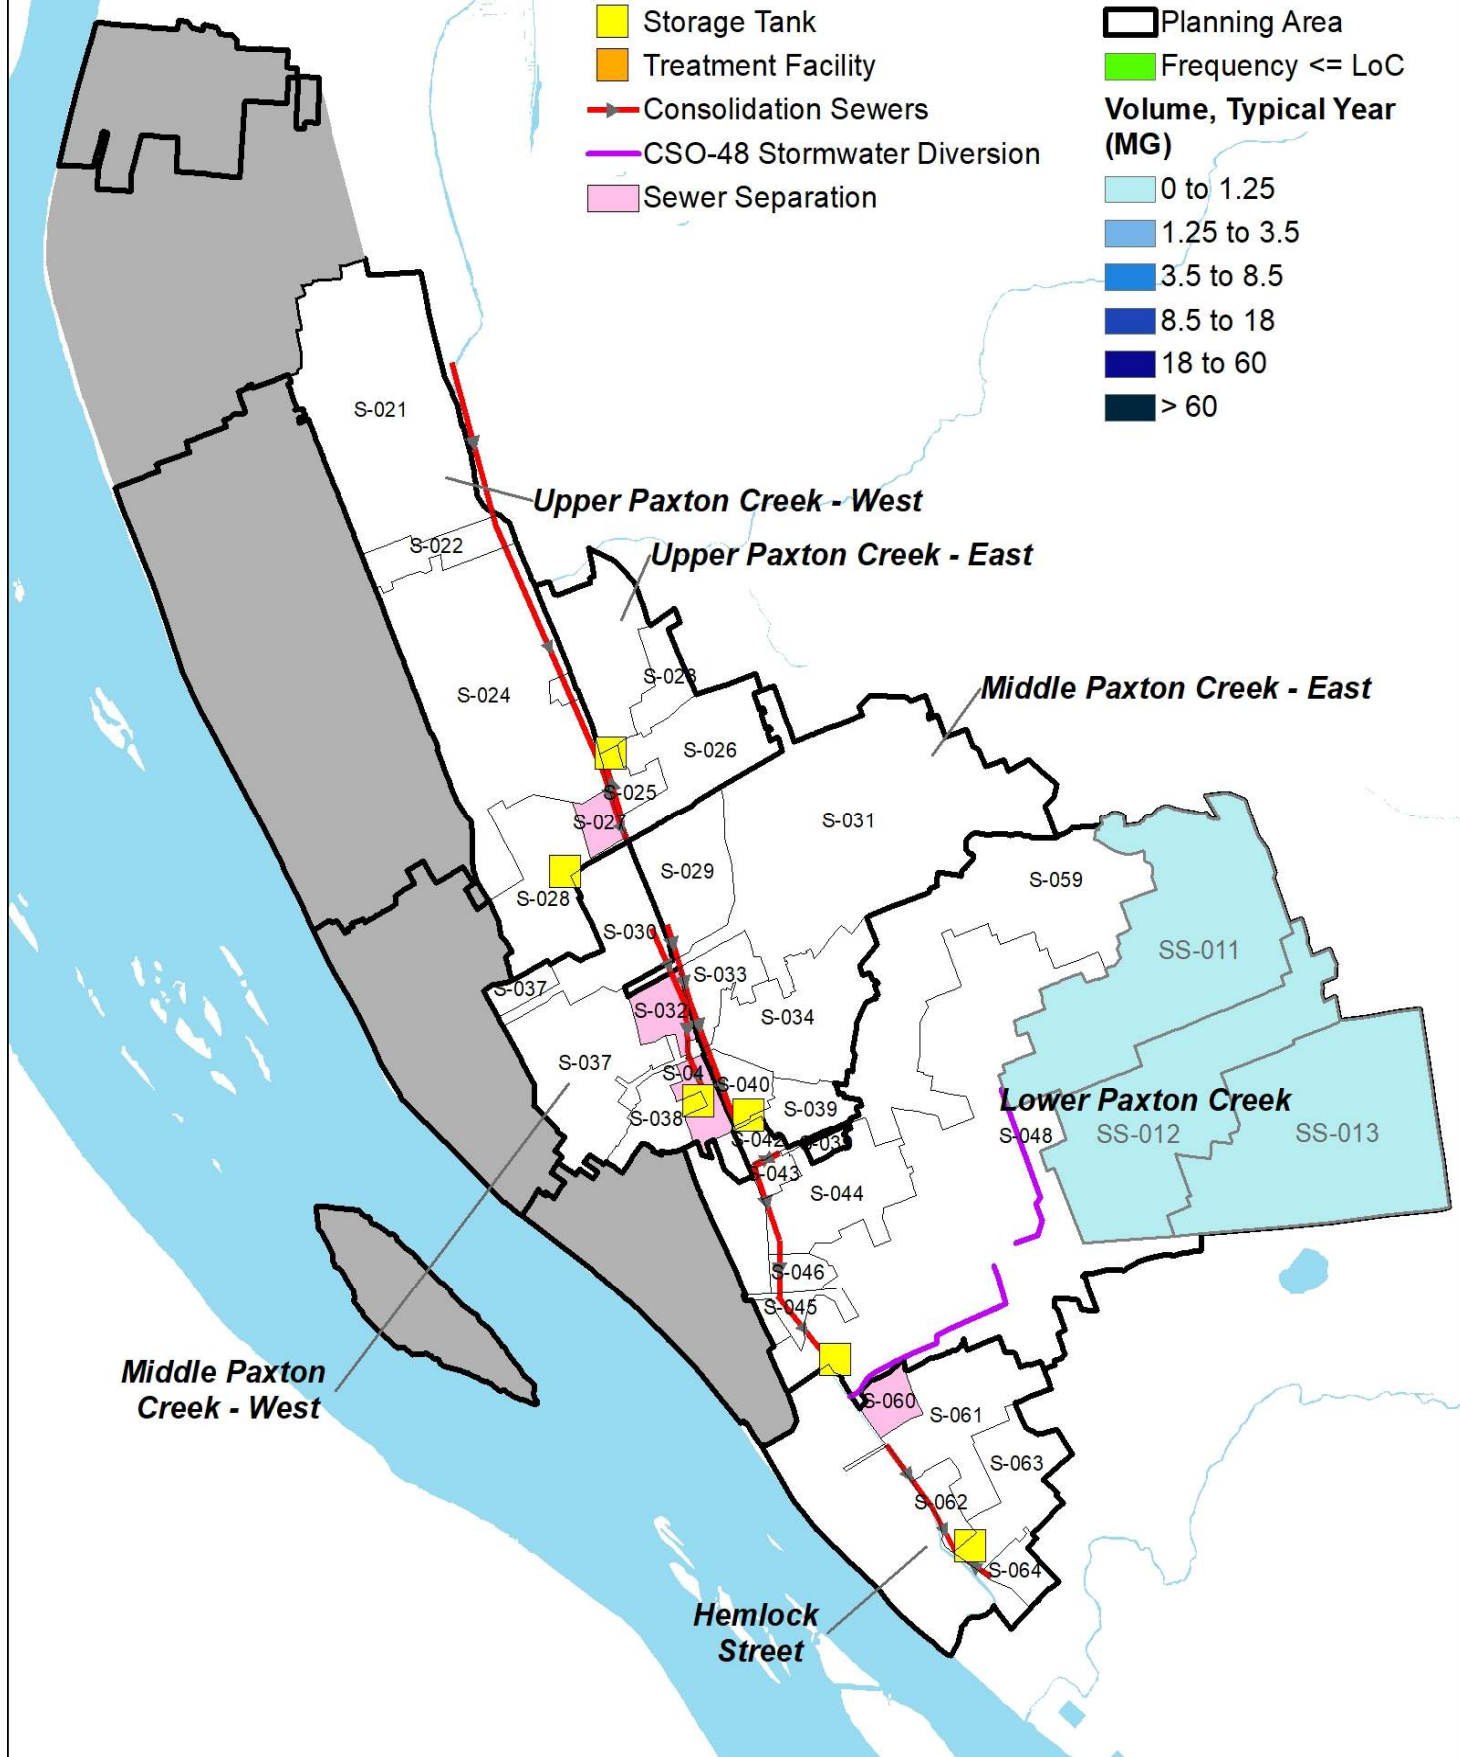 Storage Tank
Treatment Facility
Consolidation Sewers
CSO-48 Stormwater Diversion
Sewer Separation
Planning Area
Frequency <= LoC
Volume, Typical Year
(MG)
0 to 1.25
1.25 to 3.5
3.5 to 8.5
8.5 to 18
18 to 60
> 60
S-021
Upper Paxton Creek - West
S-022
Upper Paxton Creek - East
S-023
S-024
Middle Paxton Creek - East
S-026
S-025
S-027
S-031
S-029
S-059
S-028
S-030
SS-011
S-033
S-037
S-032
S-034
S-037
S-04
S-040
S-038
S-039
Lower Paxton Creek
S-048
SS-012
SS-013
S-042
S-043
S-044
S-046
S-045
Middle Paxton
Creek - West
S-060
S-061
S-063
S-062
S-064
Hemlock
Street